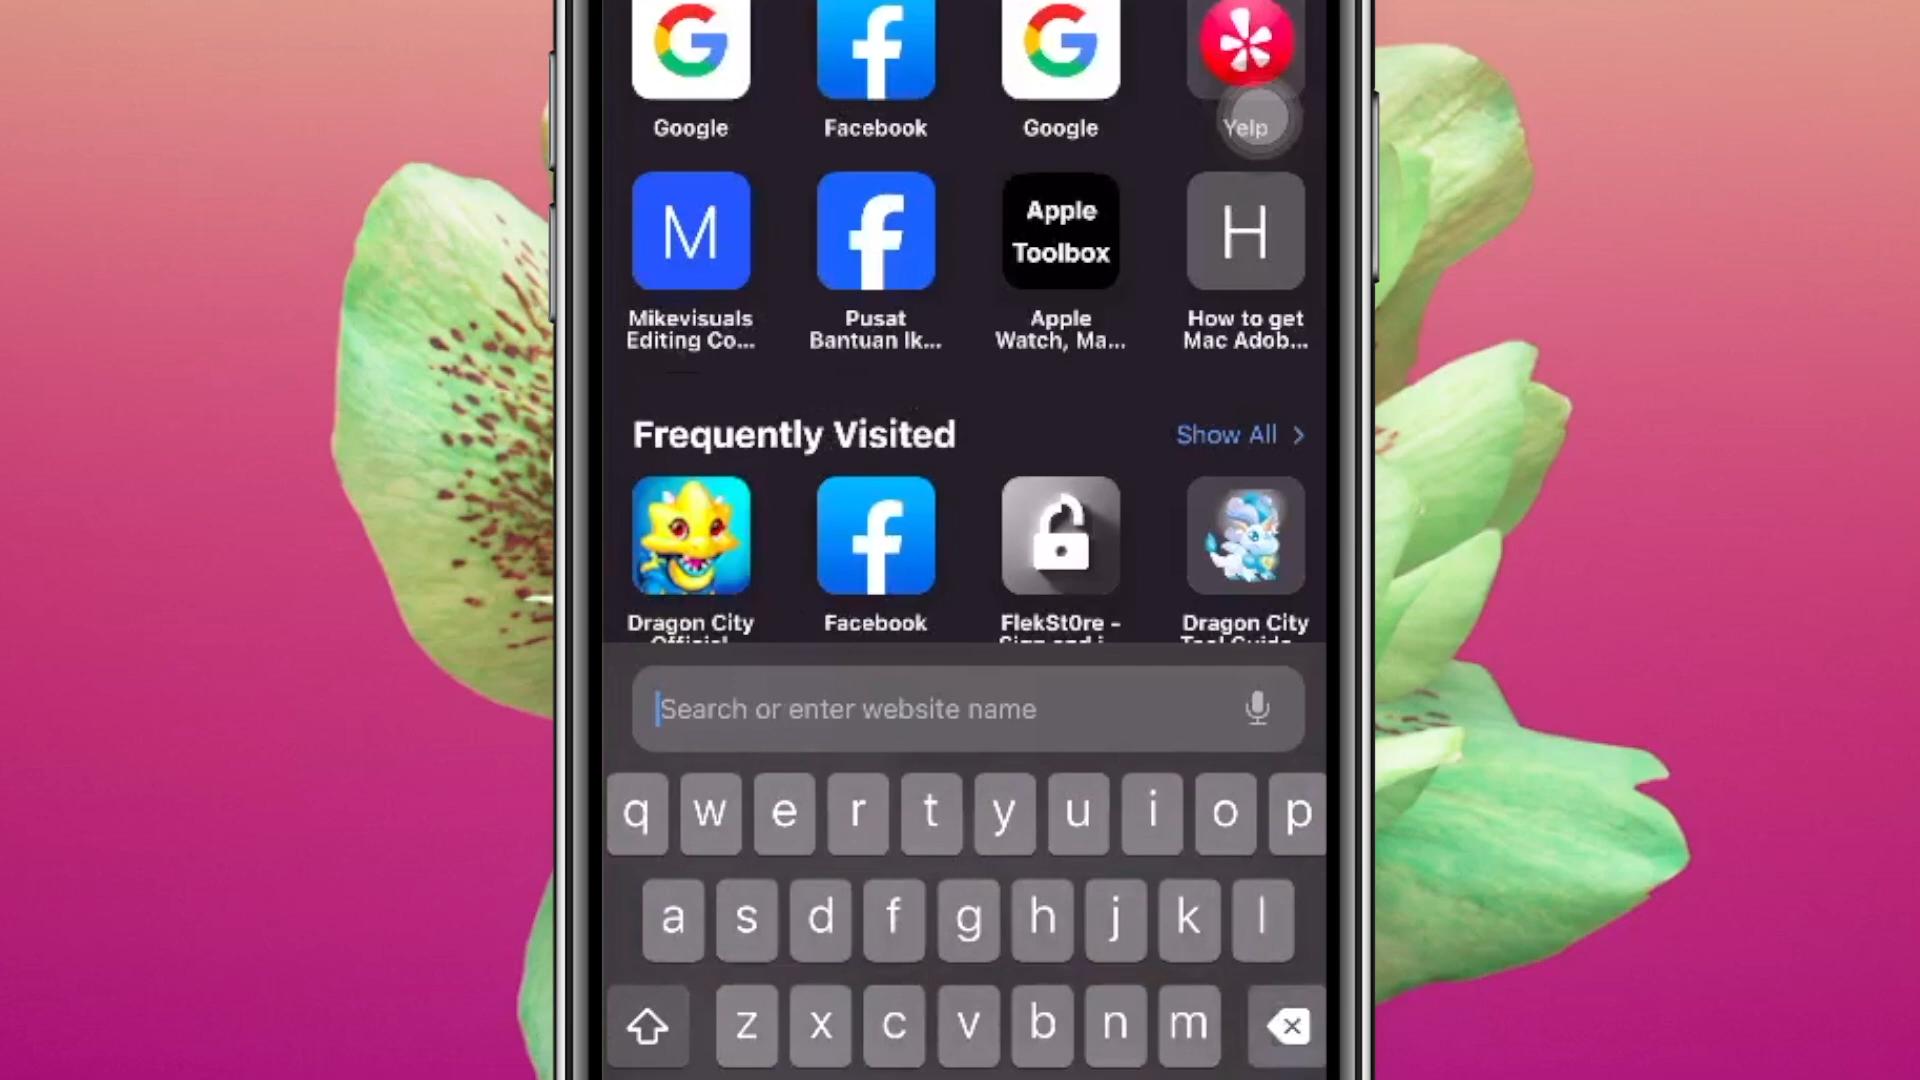 Google Facebook Google Yelp
M Apple Toolbox H
Mikevisuals Editing Co... Pusat Bantuan Ik... Apple Watch, Ma... How to get Mac Adob...
Frequently Visited Show All
Dragon City Facebook FlekSt0re - Dragon City
Search or enter website name
q w e r t y u i o p
a s d f g h j k l
z x c v b n m